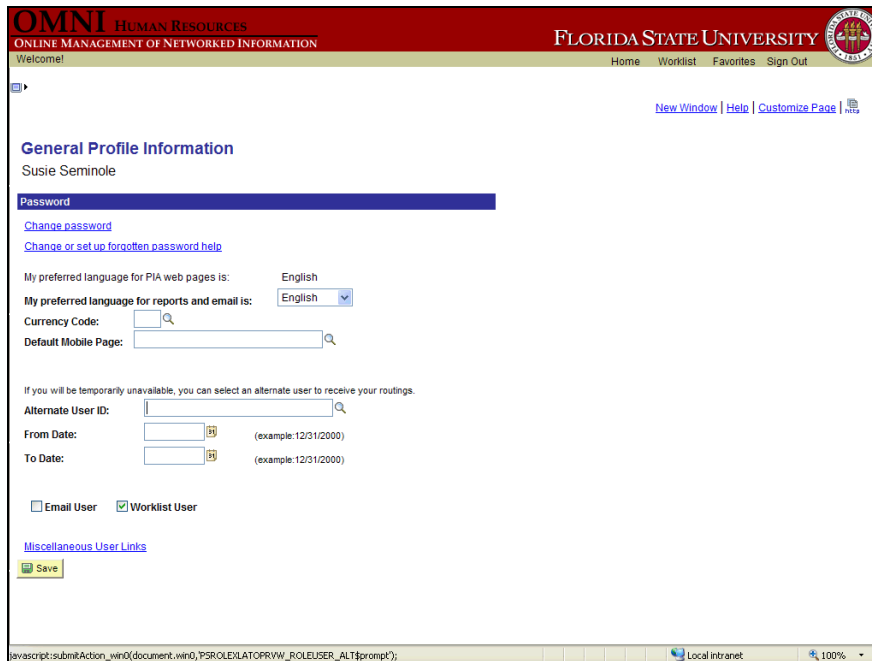 OMNI HUMAN RESOURCES
ONLINE MANAGEMENT OF NETWORKED INFORMATION
FLORIDA STATE UNIVERSITY
Welcome!
Home Worklist Favorites Sign Out
New Window | Help | Customize Page | http
General Profile Information
Susie Seminole
Password
Change password
Change or set up forgotten password help
My preferred language for PIA web pages is: English
My preferred language for reports and email is: English
Currency Code:
Default Mobile Page:
If you will be temporarily unavailable, you can select an alternate user to receive your routings.
Alternate User ID:
From Date: 31 (example:12/31/2000)
To Date: 31 (example:12/31/2000)
Email User Worklist User
Miscellaneous User Links
Save
javascript:submitAction_win0(document.win0,'PSROLEXLATOPRVW_ROLEUSER_ALT$prompt'); Local intranet 100%